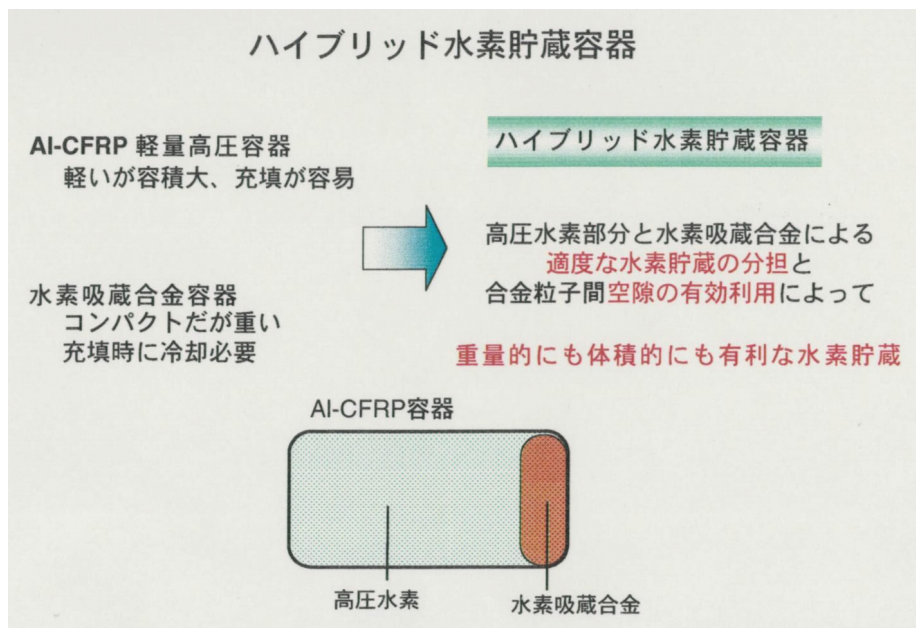 ハイブリッド水素貯蔵容器
Al-CFRP 軽量高圧容器
軽いが容積大、充填が容易
水素吸蔵合金容器
コンパクトだが重い
充填時に冷却必要
ハイブリッド水素貯蔵容器
高圧水素部分と水素吸蔵合金による
適度な水素貯蔵の分担と
合金粒子間空隙の有効利用によって
重量的にも体積的にも有利な水素貯蔵
Al-CFRP容器
高圧水素
水素吸蔵合金